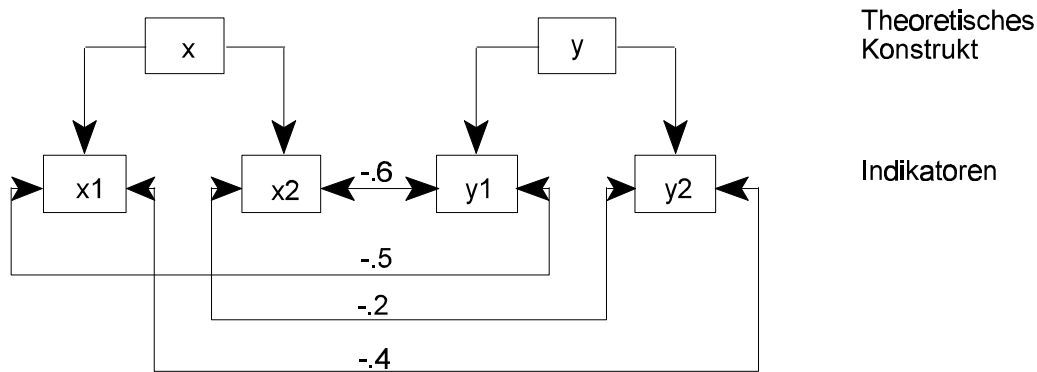 Theoretisches
Konstrukt
x
y
Indikatoren
x1
x2
-.6
y1
y2
-.5
-.2
-.4